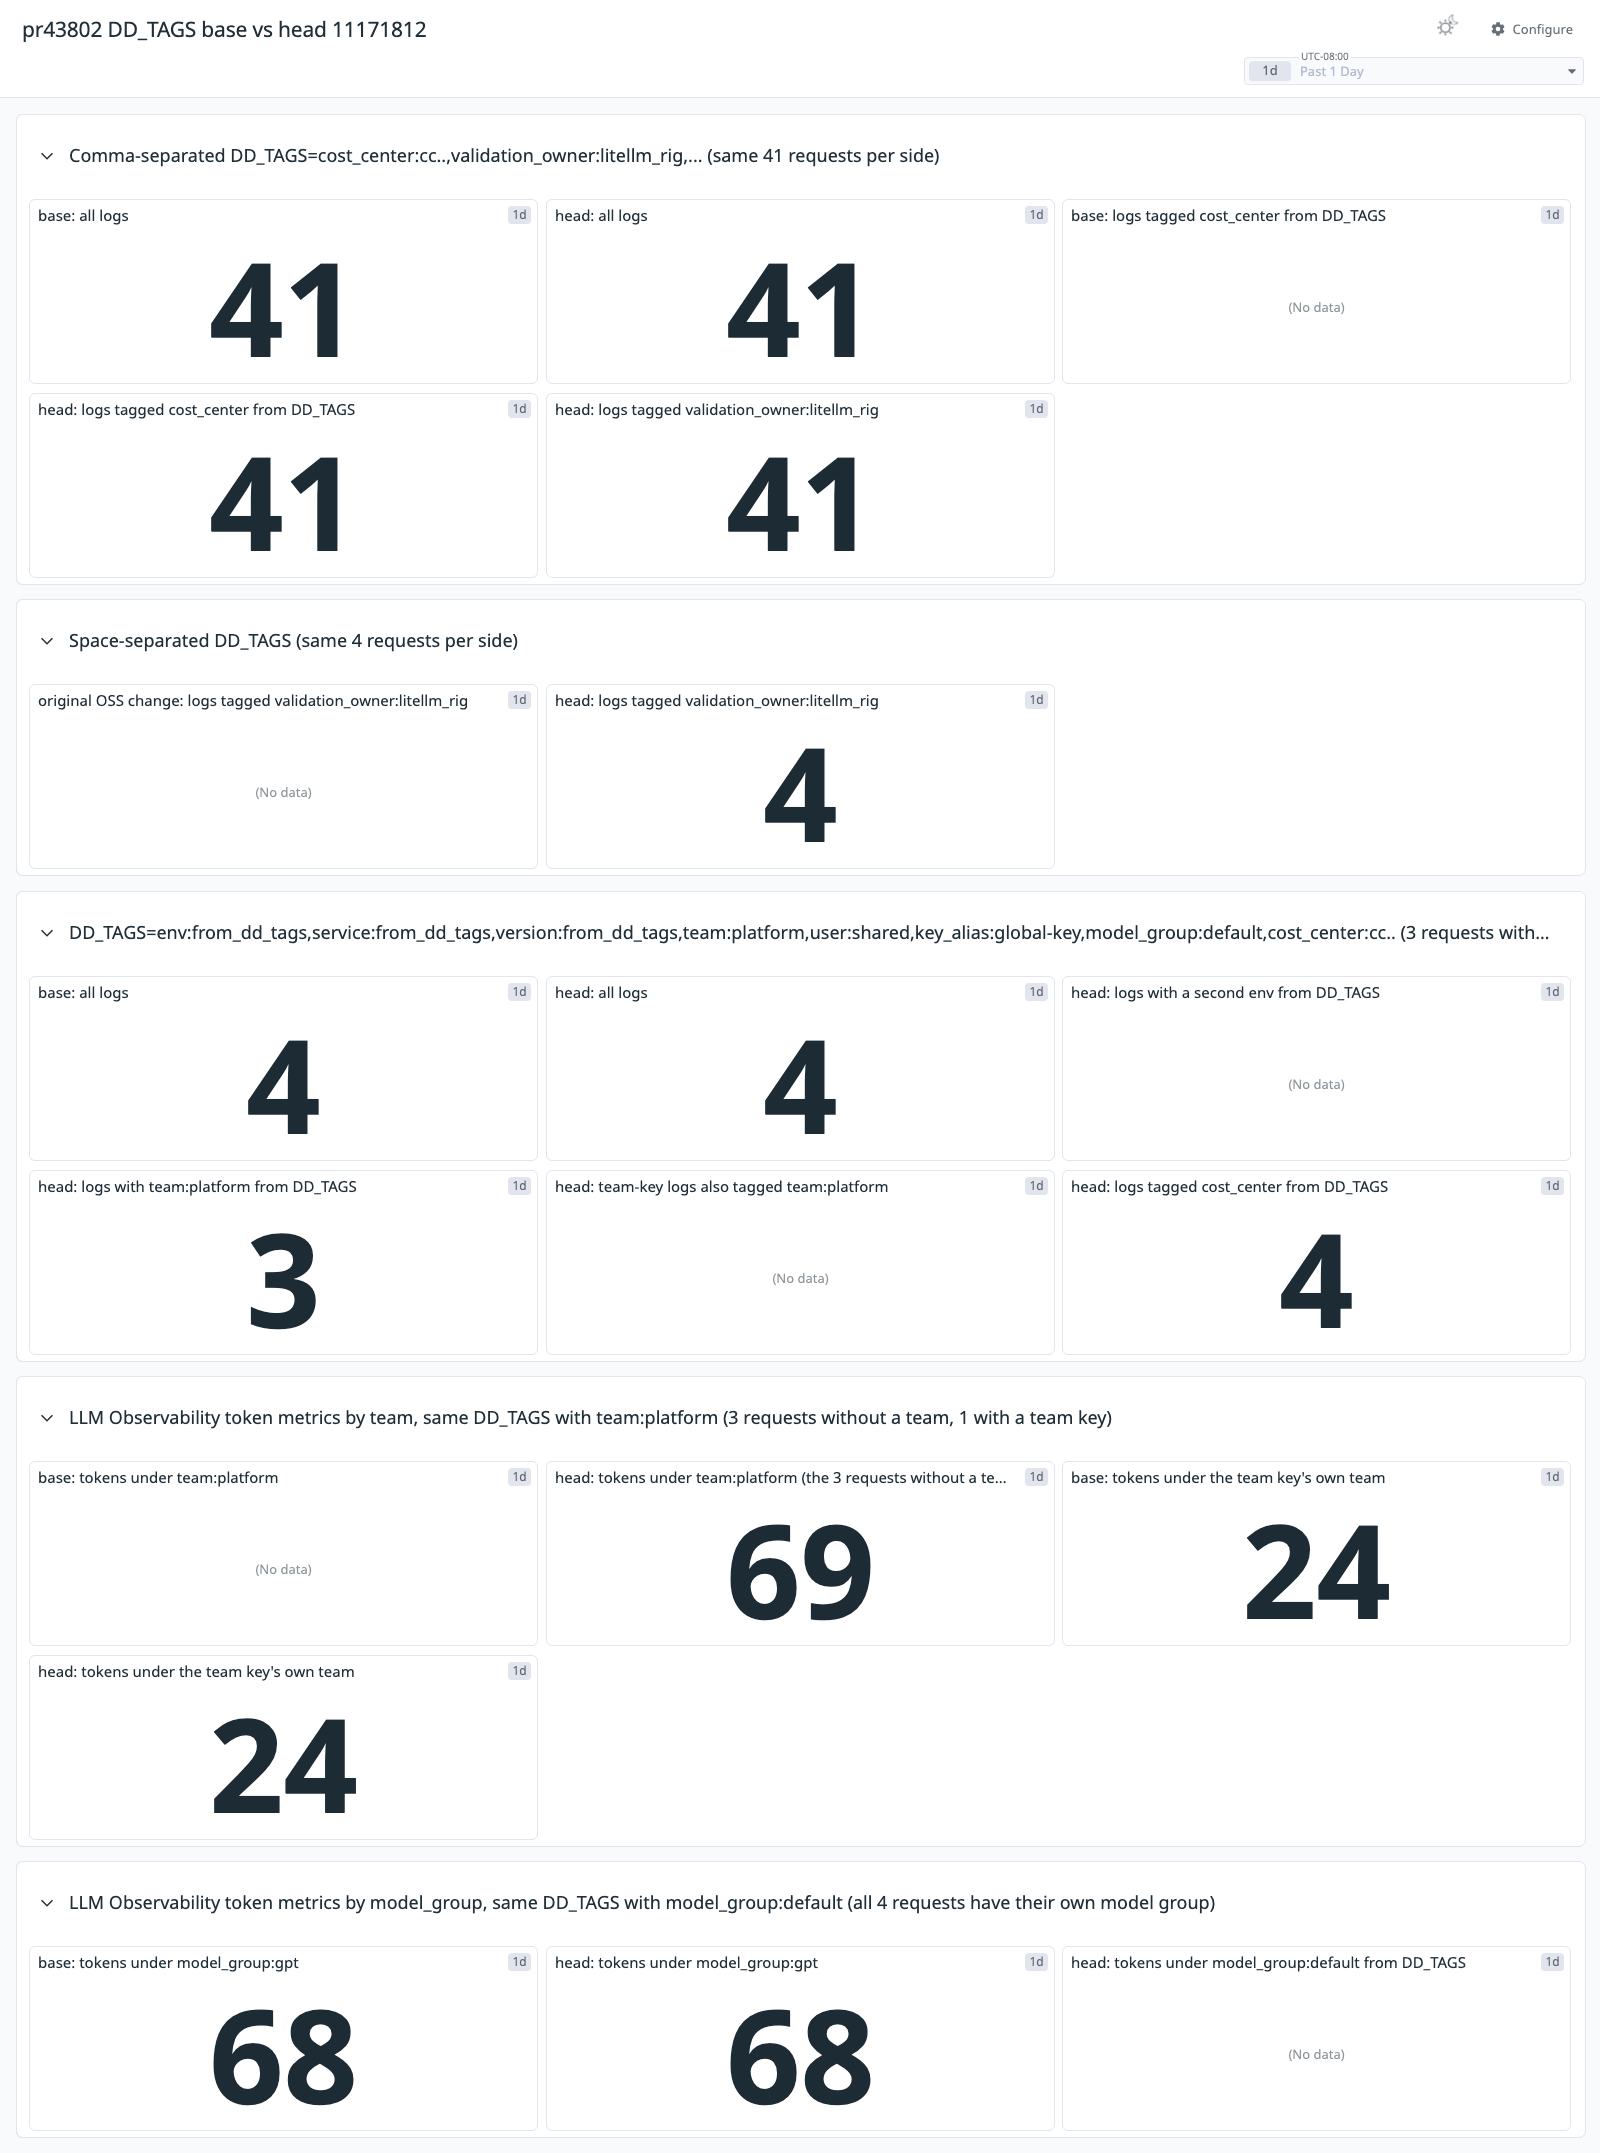 pr43802 DD_TAGS base vs head 11171812
Configure
UTC-08:00
1d Past 1 Day
Comma-separated DD_TAGS=cost_center:cc..,validation_owner:litellm_rig,... (same 41 requests per side)
base: all logs 1d
41
head: all logs 1d
41
base: logs tagged cost_center from DD_TAGS 1d
(No data)
head: logs tagged cost_center from DD_TAGS 1d
41
head: logs tagged validation_owner:litellm_rig 1d
41
Space-separated DD_TAGS (same 4 requests per side)
original OSS change: logs tagged validation_owner:litellm_rig 1d
(No data)
head: logs tagged validation_owner:litellm_rig 1d
4
DD_TAGS=env:from_dd_tags,service:from_dd_tags,version:from_dd_tags,team:platform,user:shared,key_alias:global-key,model_group:default,cost_center:cc.. (3 requests with...
base: all logs 1d
4
head: all logs 1d
4
head: logs with a second env from DD_TAGS 1d
(No data)
head: logs with team:platform from DD_TAGS 1d
3
head: team-key logs also tagged team:platform 1d
(No data)
head: logs tagged cost_center from DD_TAGS 1d
4
LLM Observability token metrics by team, same DD_TAGS with team:platform (3 requests without a team, 1 with a team key)
base: tokens under team:platform 1d
(No data)
head: tokens under team:platform (the 3 requests without a te... 1d
69
base: tokens under the team key's own team 1d
24
head: tokens under the team key's own team 1d
24
LLM Observability token metrics by model_group, same DD_TAGS with model_group:default (all 4 requests have their own model group)
base: tokens under model_group:gpt 1d
68
head: tokens under model_group:gpt 1d
68
head: tokens under model_group:default from DD_TAGS 1d
(No data)